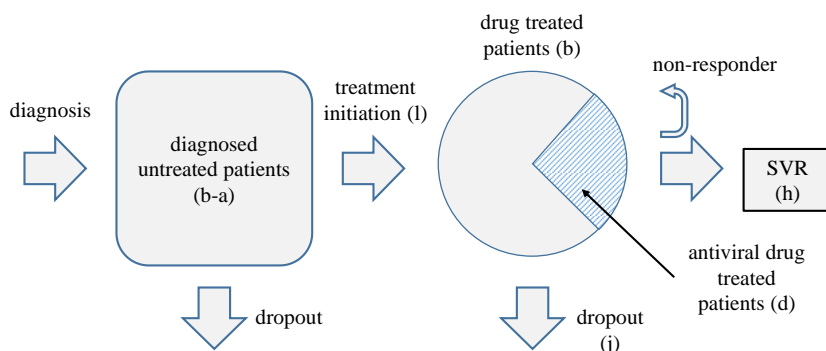 diagnosis
diagnosed
untreated patients
(b-a)
dropout
treatment
initiation (l)
drug treated
patients (b)
dropout
(j)
antiviral drug
treated
patients (d)
non-responder
SVR
(h)